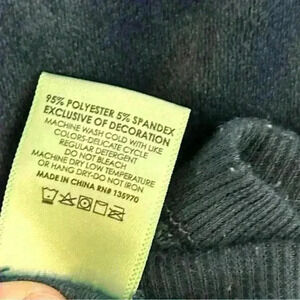 95% POLYESTER 5% SPANDEX
EXCLUSIVE OF DECORATION
MACHINE WASH COLD WITH LIKE
COLORS-DELICATE CYCLE
REGULAR DETERGENT
DO NOT BLEACH
MACHINE DRY LOW TEMPERATURE
OR HANG DRY-DO NOT IRON
MADE IN CHINA RN# 135970